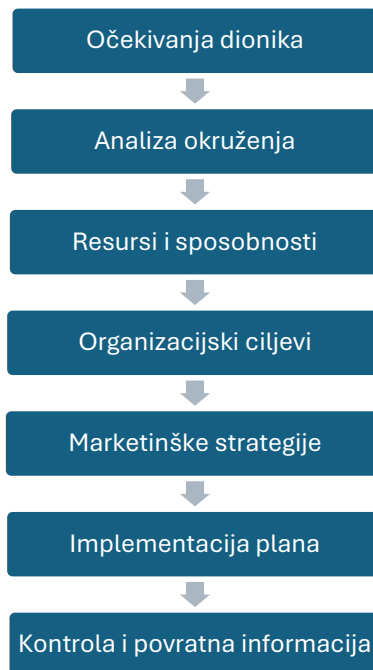 Očekivanja dionika
Analiza okruženja
Resursi i sposobnosti
Organizacijski ciljevi
Marketinške strategije
Implementacija plana
Kontrola i povratna informacija